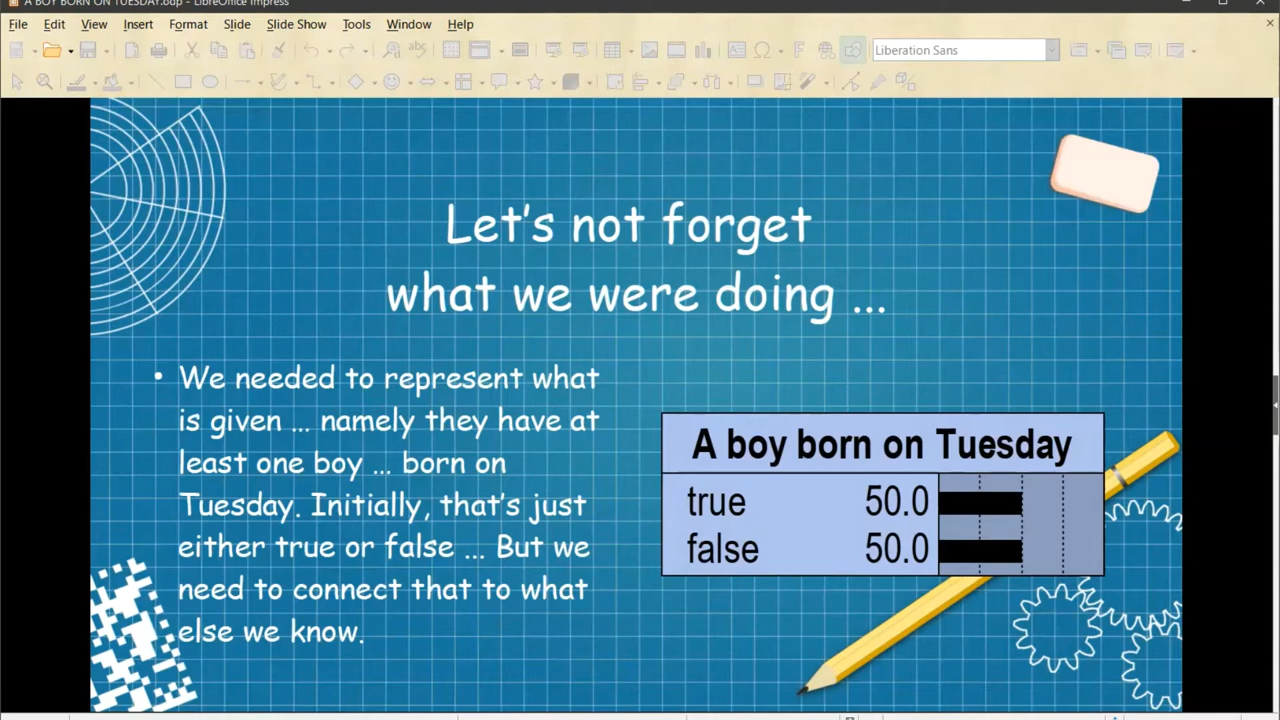 A BOY BORN ON TUESDAY.odp - LibreOffice Impress
File Edit View Insert Format Slide Slide Show Tools Window Help
Liberation Sans
Let's not forget
what we were doing ...
• We needed to represent what
is given ... namely they have at
least one boy ... born on
Tuesday. Initially, that's just
either true or false ... But we
need to connect that to what
else we know.
A boy born on Tuesday
true 50.0
false 50.0